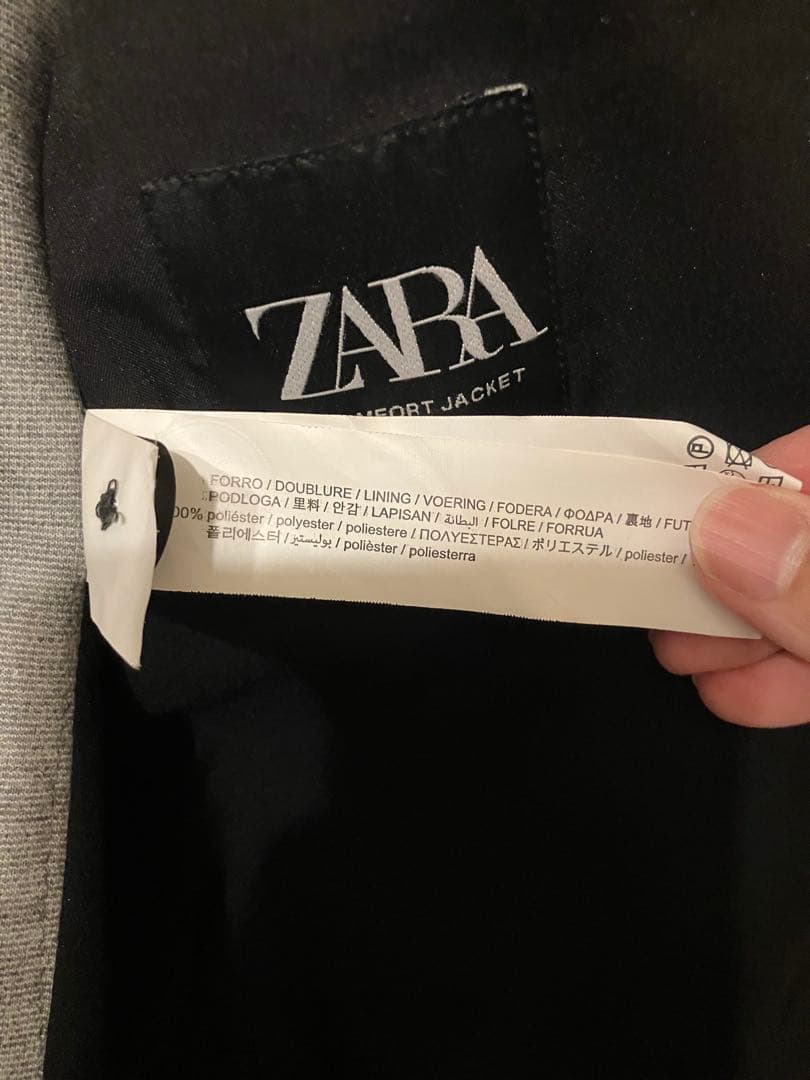 ZARA
JACKET
FORRO / DOUBLURE / LINING / VOERING / FODERA / ΦΟΔΡΑ / 裏地 / FUT
PODLOGA / 里料 / 안감 / LAPISAN / البطانة / FOLRE / FORRUA
poliéster / polyester / poliestere / ΠΟΛΥΕΣΤΕΡΑΣ / ポリエステル / poliester /
폴리에스터 / بوليستير / polièster / poliesterra
P